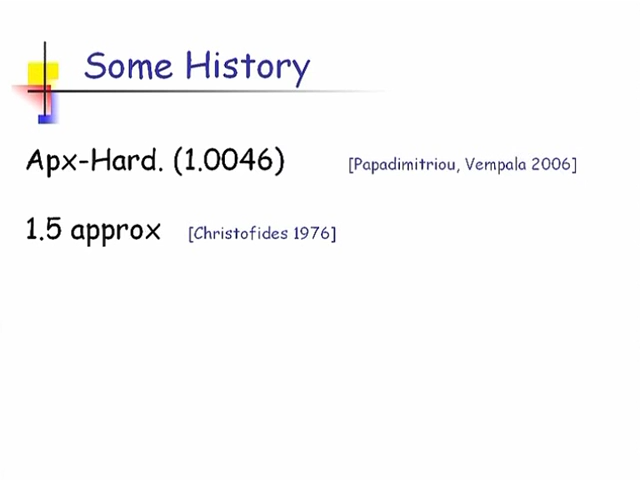 Some History
Apx-Hard. (1.0046) [Papadimitriou, Vempala 2006]
1.5 approx [Christofides 1976]